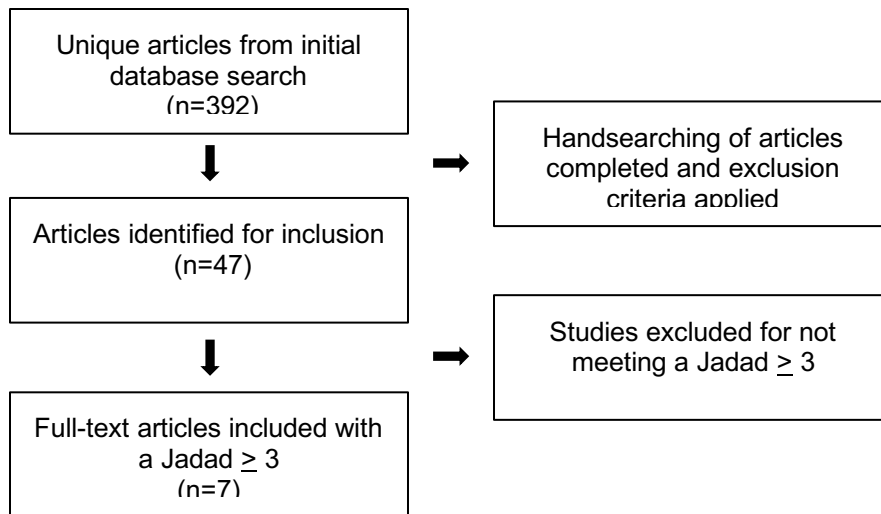 Unique articles from initial
database search
(n=392)
Handsearching of articles
completed and exclusion
criteria applied
Articles identified for inclusion
(n=47)
Studies excluded for not
meeting a Jadad ≥ 3
Full-text articles included with
a Jadad ≥ 3
(n=7)